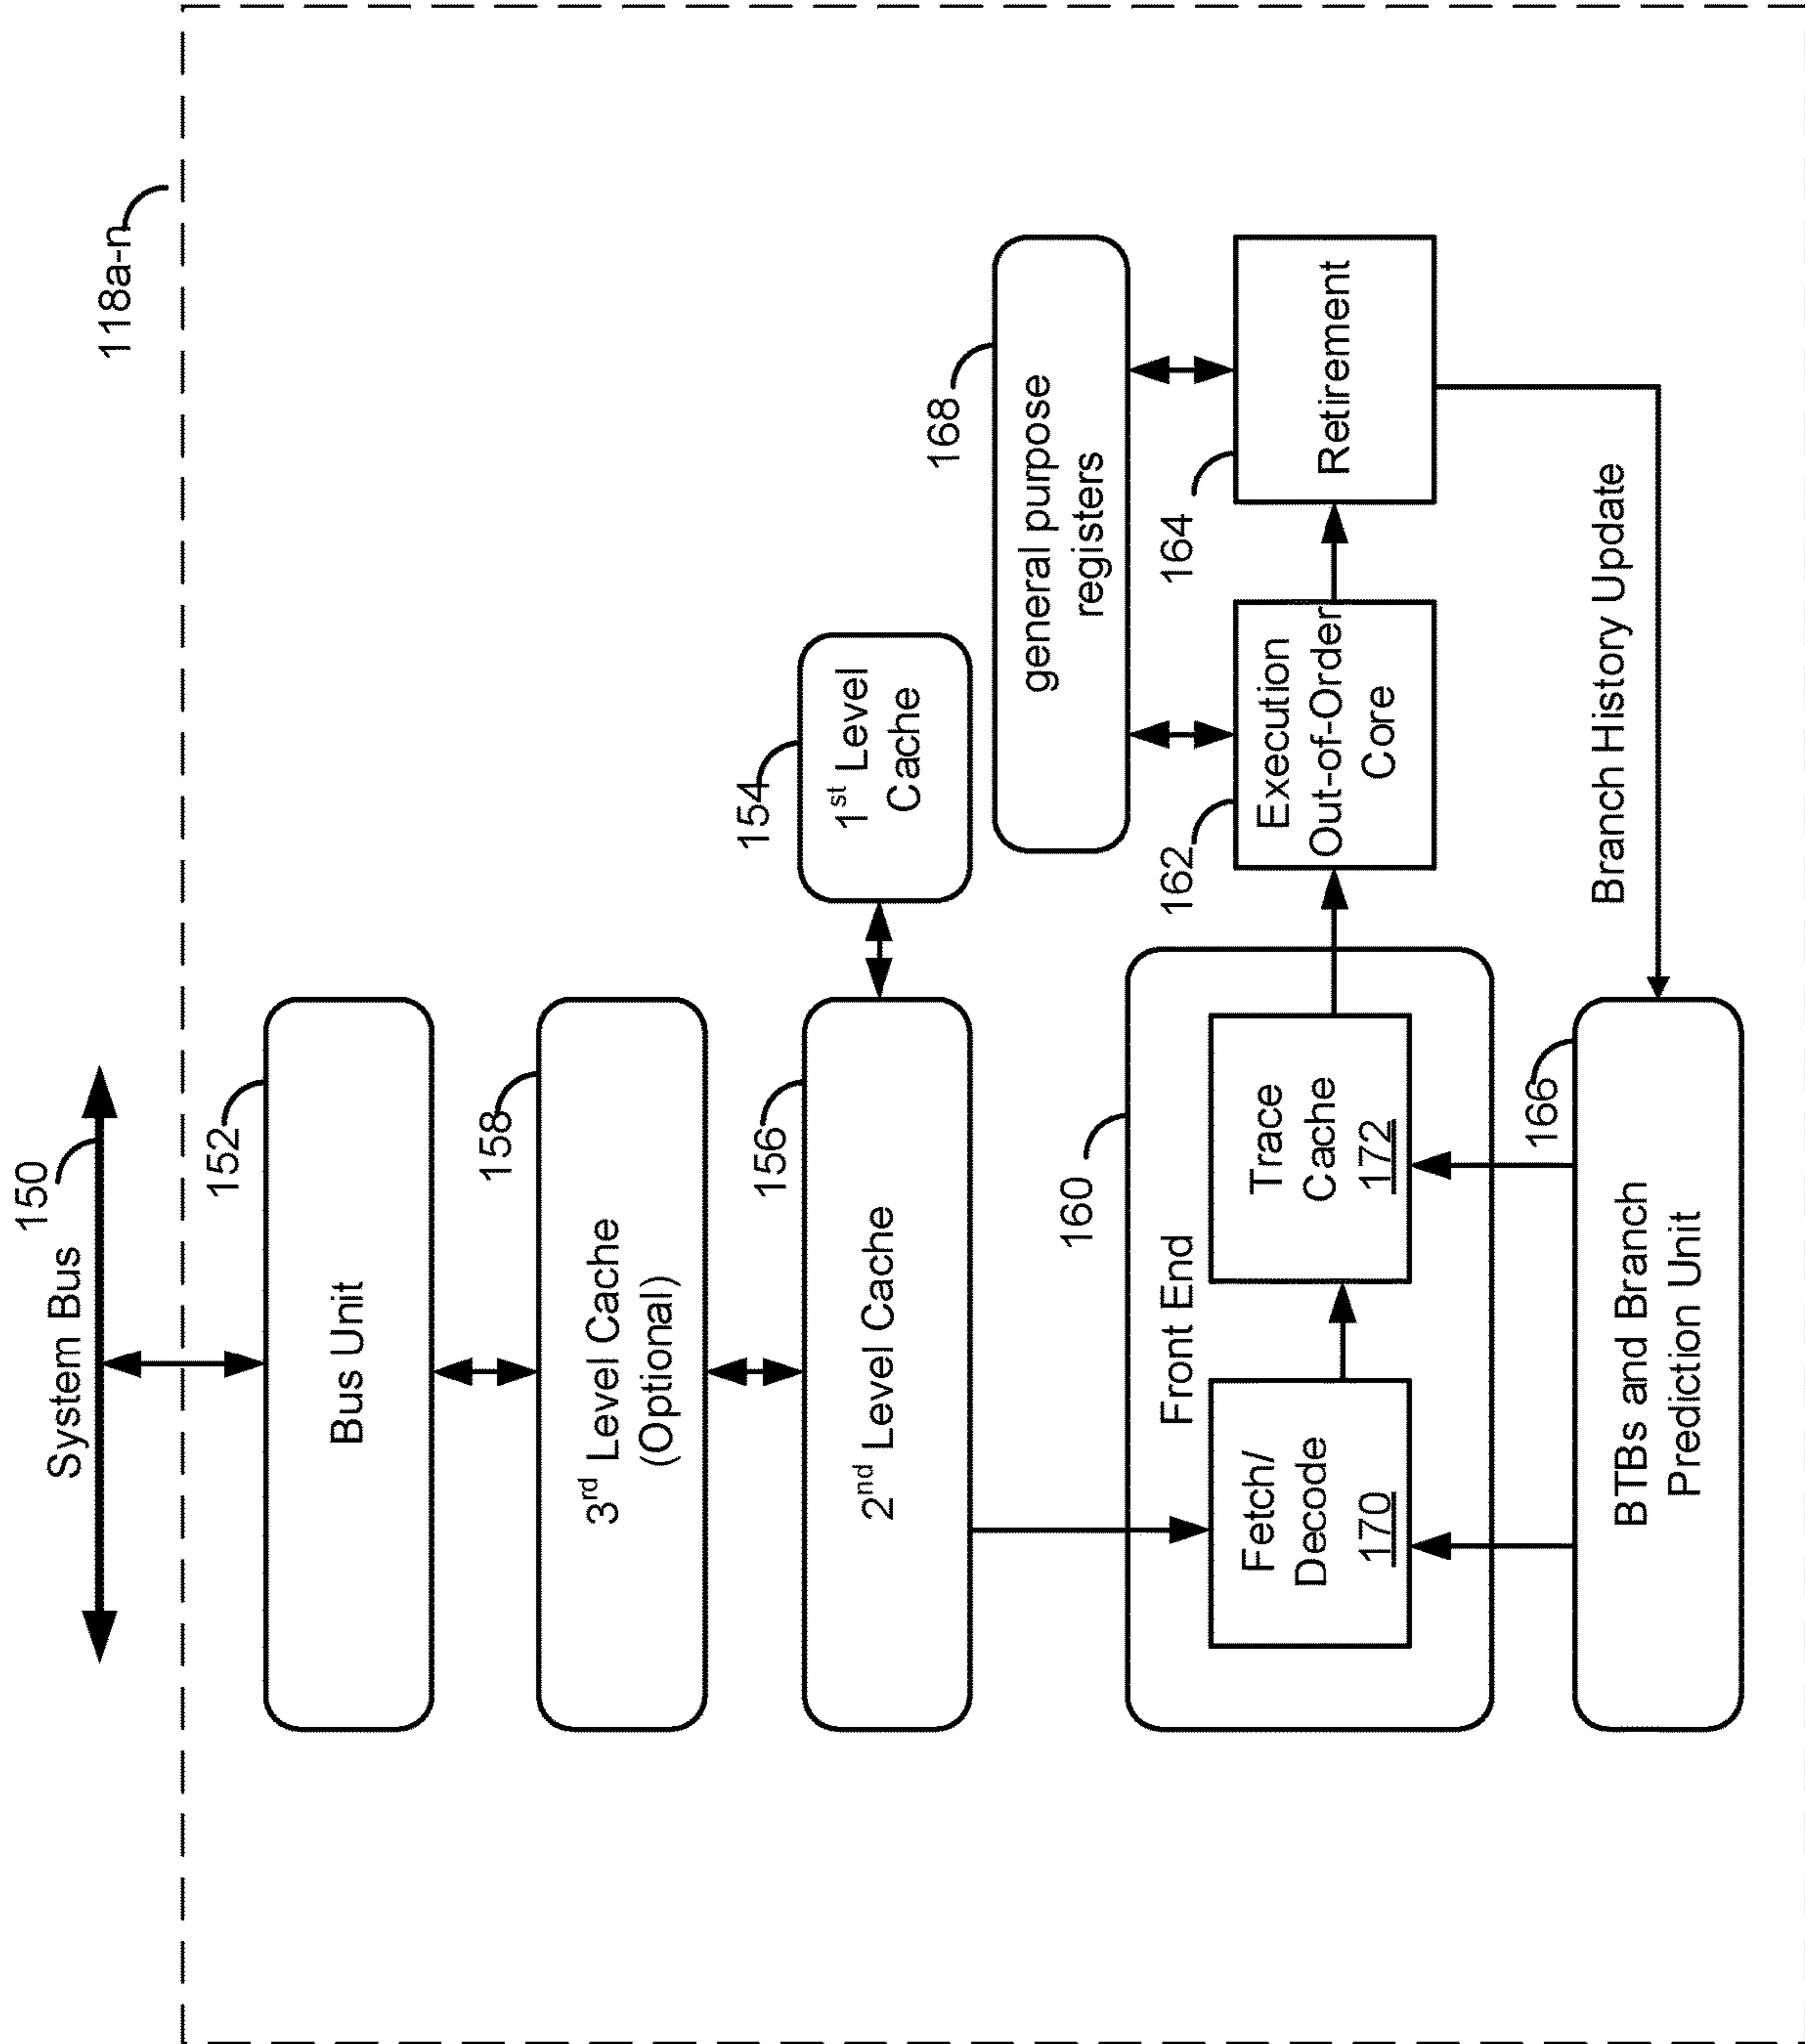 118a-n
System Bus
150
152
Bus Unit
158
3rd Level Cache
(Optional)
156
2nd Level Cache
154
1st Level
Cache
168
general purpose
registers
160
Front End
Fetch/
Decode
170
Trace
Cache
172
162
Execution
Out-of-Order
Core
164
Retirement
166
BTBs and Branch
Prediction Unit
Branch History Update